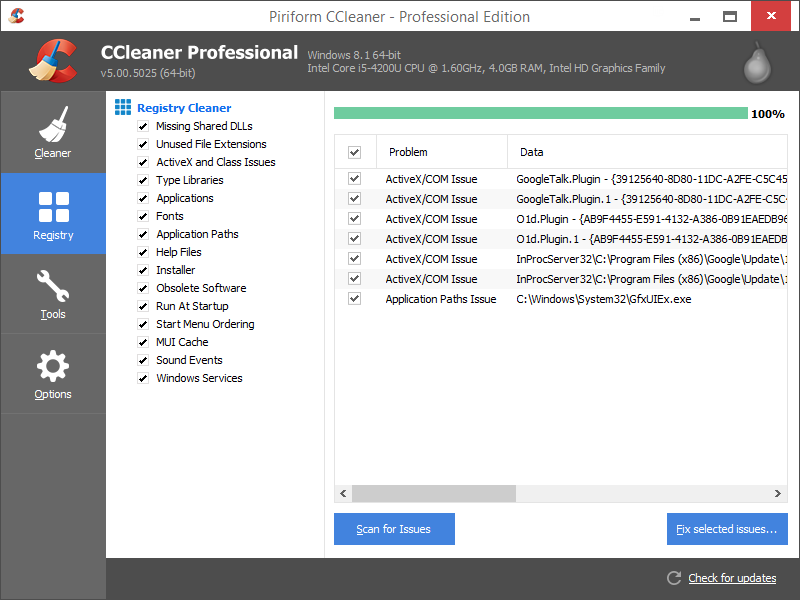 Piriform CCleaner - Professional Edition
CCleaner Professional
v5.00.5025 (64-bit)
Windows 8.1 64-bit
Intel Core i5-4200U CPU @ 1.60GHz, 4.0GB RAM, Intel HD Graphics Family
Cleaner
Registry
Tools
Options
Registry Cleaner
Missing Shared DLLs
Unused File Extensions
ActiveX and Class Issues
Type Libraries
Applications
Fonts
Application Paths
Help Files
Installer
Obsolete Software
Run At Startup
Start Menu Ordering
MUI Cache
Sound Events
Windows Services
100%
Problem Data
ActiveX/COM Issue GoogleTalk.Plugin - {39125640-8D80-11DC-A2FE-C5C45
ActiveX/COM Issue GoogleTalk.Plugin.1 - {39125640-8D80-11DC-A2FE-C5C
ActiveX/COM Issue O1d.Plugin - {AB9F4455-E591-4132-A386-0B91EAEDB96
ActiveX/COM Issue O1d.Plugin.1 - {AB9F4455-E591-4132-A386-0B91EAEDB
ActiveX/COM Issue InProcServer32\C:\Program Files (x86)\Google\Update\1
ActiveX/COM Issue InProcServer32\C:\Program Files (x86)\Google\Update\1
Application Paths Issue C:\Windows\System32\GfxUIEx.exe
Scan for Issues
Fix selected issues...
Check for updates